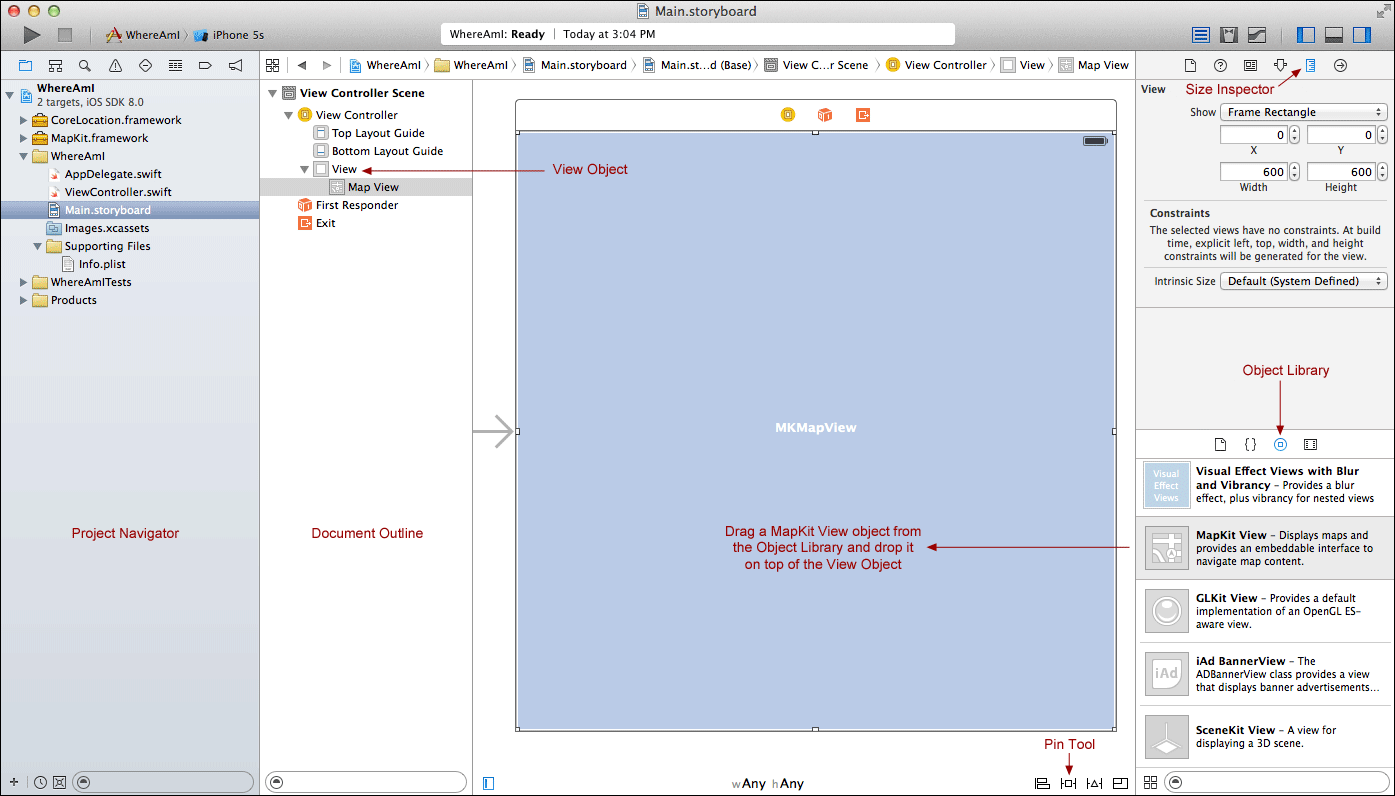 Main.storyboard
WhereAmI
iPhone 5s
WhereAmI: Ready
Today at 3:04 PM
WhereAmI
WhereAmI
Main.storyboard
Main.st...d (Base)
View C...r Scene
View Controller
View
Map View
WhereAmI
2 targets, iOS SDK 8.0
CoreLocation.framework
MapKit.framework
WhereAmI
AppDelegate.swift
ViewController.swift
Main.storyboard
Images.xcassets
Supporting Files
Info.plist
WhereAmITests
Products
Project Navigator
View Controller Scene
View Controller
Top Layout Guide
Bottom Layout Guide
View
Map View
First Responder
Exit
Document Outline
View Object
MKMapView
Drag a MapKit View object from
the Object Library and drop it
on top of the View Object
Pin Tool
wAny hAny
Size Inspector
View
Show
Frame Rectangle
0
0
X
Y
600
600
Width
Height
Constraints
The selected views have no constraints. At build
time, explicit left, top, width, and height
constraints will be generated for the view.
Intrinsic Size
Default (System Defined)
Object Library
{}
Visual
Effect
Views
Visual Effect Views with Blur
and Vibrancy – Provides a blur
effect, plus vibrancy for nested views
MapKit View – Displays maps and
provides an embeddable interface to
navigate map content.
GLKit View – Provides a default
implementation of an OpenGL ES-
aware view.
iAd
iAd BannerView – The
ADBannerView class provides a view
that displays banner advertisements...
SceneKit View – A view for
displaying a 3D scene.